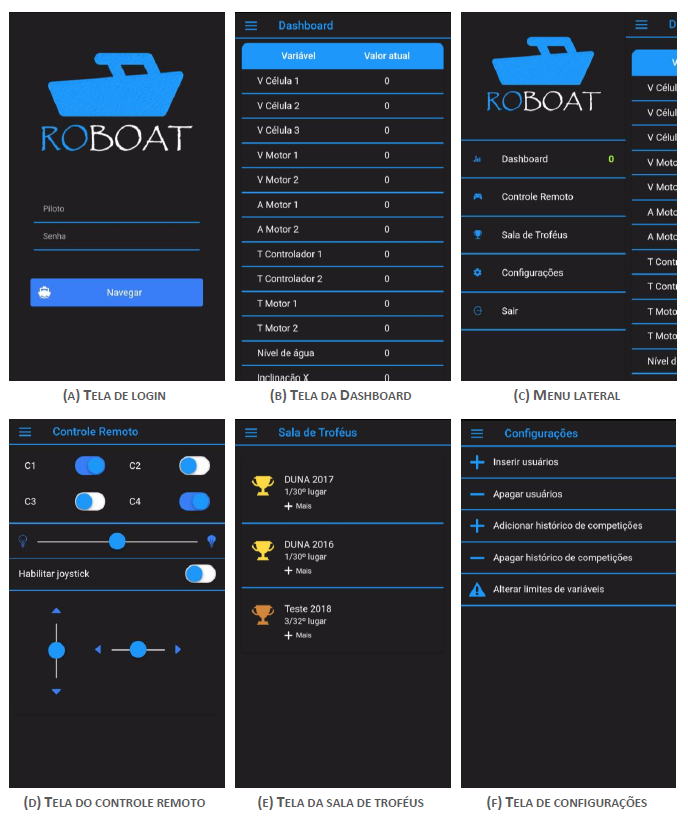 ROBOAT
Piloto
Senha
Navegar
(A) TELA DE LOGIN
Dashboard
Variável Valor atual
V Célula 1 0
V Célula 2 0
V Célula 3 0
V Motor 1 0
V Motor 2 0
A Motor 1 0
A Motor 2 0
T Controlador 1 0
T Controlador 2 0
T Motor 1 0
T Motor 2 0
Nível de água 0
Inclinação X 0
(B) TELA DA DASHBOARD
ROBOAT
Dashboard 0
Controle Remoto
Sala de Troféus
Configurações
Sair
D
V
V Célul
V Célul
V Célul
V Moto
V Moto
A Moto
A Moto
T Contr
T Contr
T Moto
T Moto
Nível d
(C) MENU LATERAL
Controle Remoto
C1 C2
C3 C4
Habilitar joystick
(D) TELA DO CONTROLE REMOTO
Sala de Troféus
DUNA 2017
1/30º lugar
+ Mais
DUNA 2016
1/30º lugar
+ Mais
Teste 2018
3/32º lugar
+ Mais
(E) TELA DA SALA DE TROFÉUS
Configurações
Inserir usuários
Apagar usuários
Adicionar histórico de competições
Apagar histórico de competições
Alterar limites de variáveis
(F) TELA DE CONFIGURAÇÕES